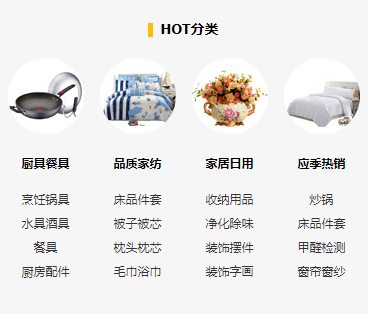 HOT分类
厨具餐具 品质家纺 家居日用 应季热销
烹饪锅具 床品件套 收纳用品 炒锅
水具酒具 被子被芯 净化除味 床品件套
餐具 枕头枕芯 装饰摆件 甲醛检测
厨房配件 毛巾浴巾 装饰字画 窗帘窗纱